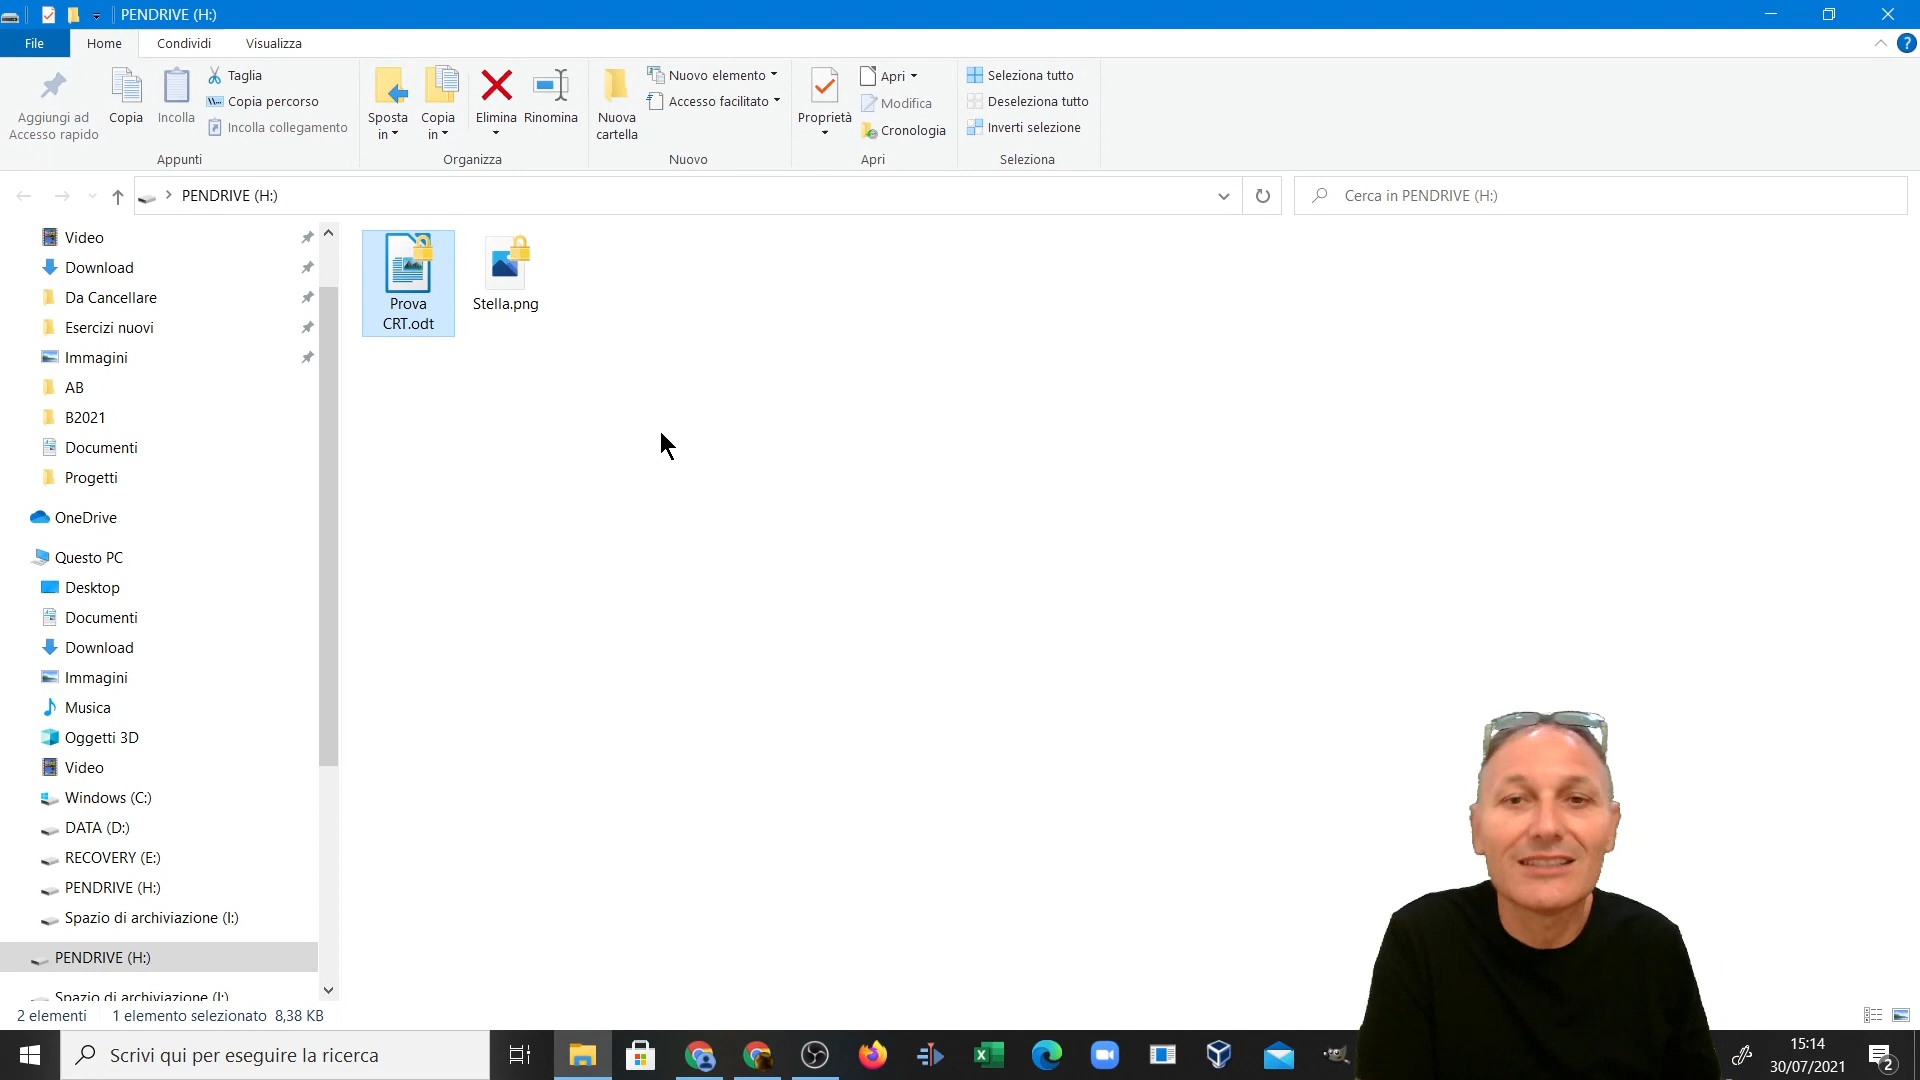 PENDRIVE (H:)
File
Home
Condividi
Visualizza
Aggiungi ad
Accesso rapido
Copia
Incolla
Taglia
Copia percorso
Incolla collegamento
Appunti
Sposta
in
Copia
in
Elimina
Rinomina
Organizza
Nuova
cartella
Nuovo elemento
Accesso facilitato
Nuovo
Proprietà
Apri
Modifica
Cronologia
Apri
Seleziona tutto
Deseleziona tutto
Inverti selezione
Seleziona
PENDRIVE (H:)
Cerca in PENDRIVE (H:)
Video
Download
Da Cancellare
Esercizi nuovi
Immagini
AB
B2021
Documenti
Progetti
OneDrive
Questo PC
Desktop
Documenti
Download
Immagini
Musica
Oggetti 3D
Video
Windows (C:)
DATA (D:)
RECOVERY (E:)
PENDRIVE (H:)
Spazio di archiviazione (I:)
PENDRIVE (H:)
Spazio di archiviazione (I:)
Prova
CRT.odt
Stella.png
2 elementi
1 elemento selezionato 8,38 KB
Scrivi qui per eseguire la ricerca
15:14
30/07/2021
2